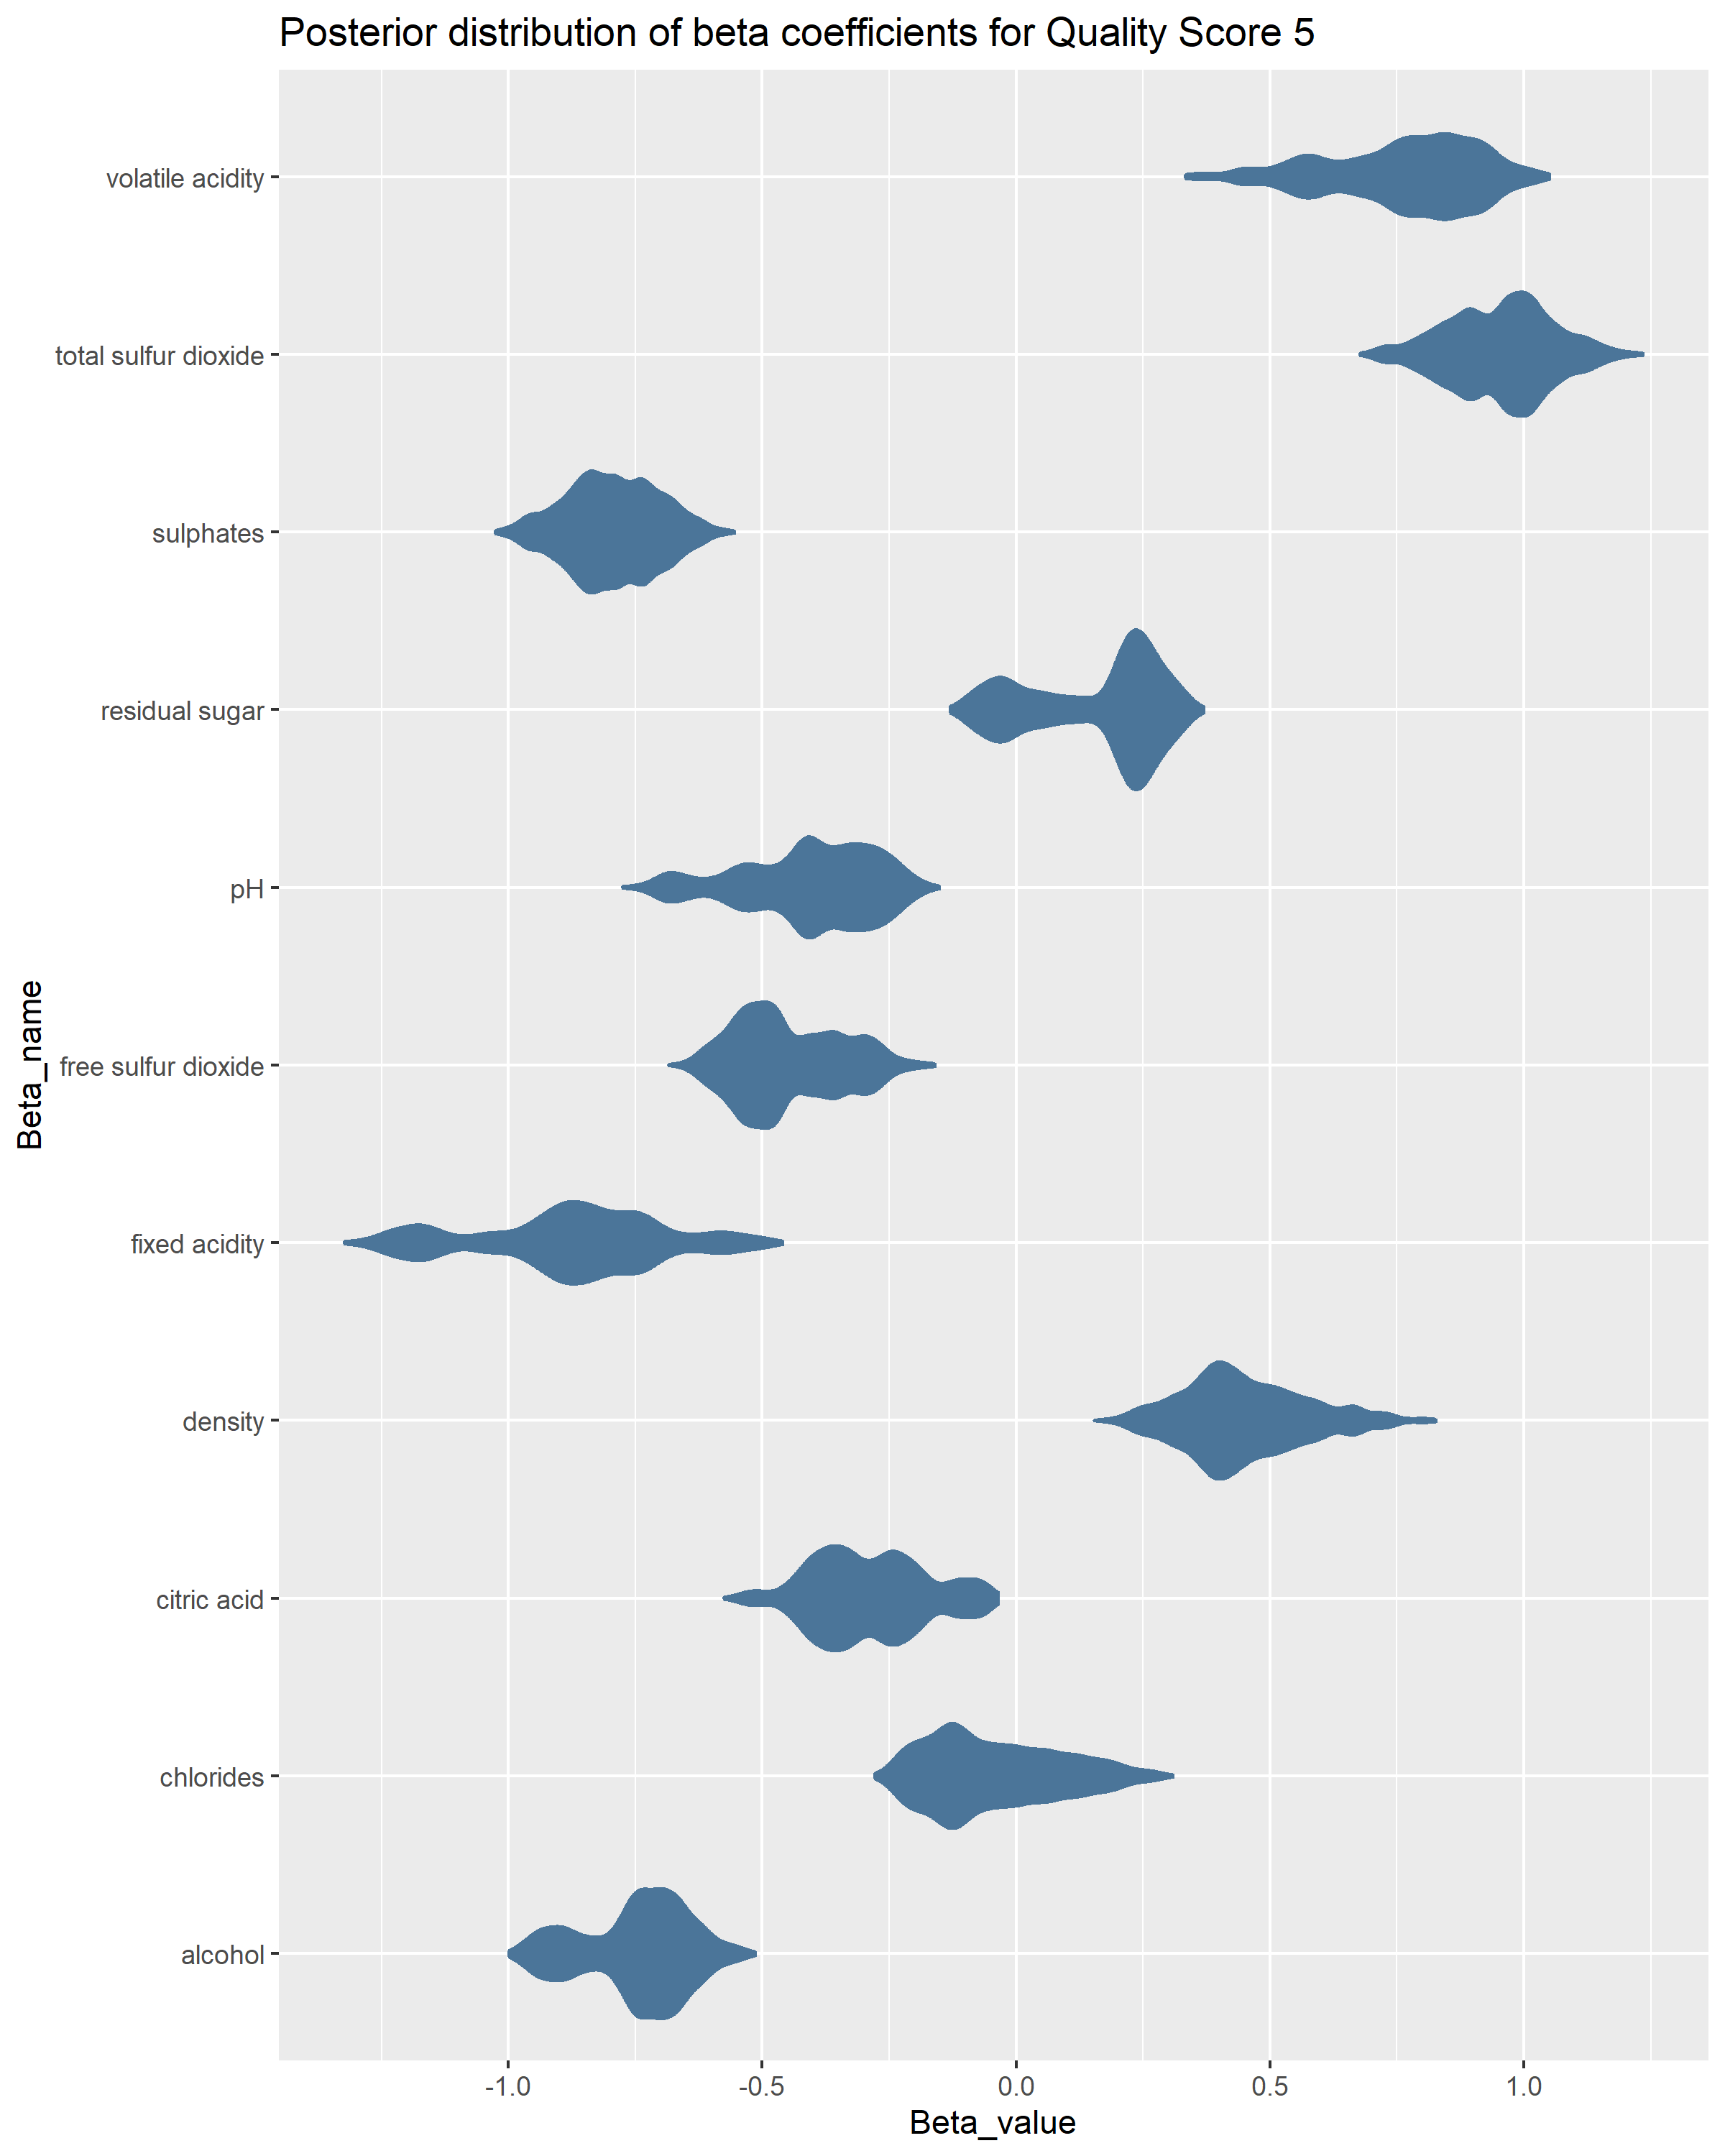 Posterior distribution of beta coefficients for Quality Score 5
volatile acidity
total sulfur dioxide
sulphates
residual sugar
pH
free sulfur dioxide
fixed acidity
density
citric acid
chlorides
alcohol
Beta_name
-1.0 -0.5 0.0 0.5 1.0
Beta_value